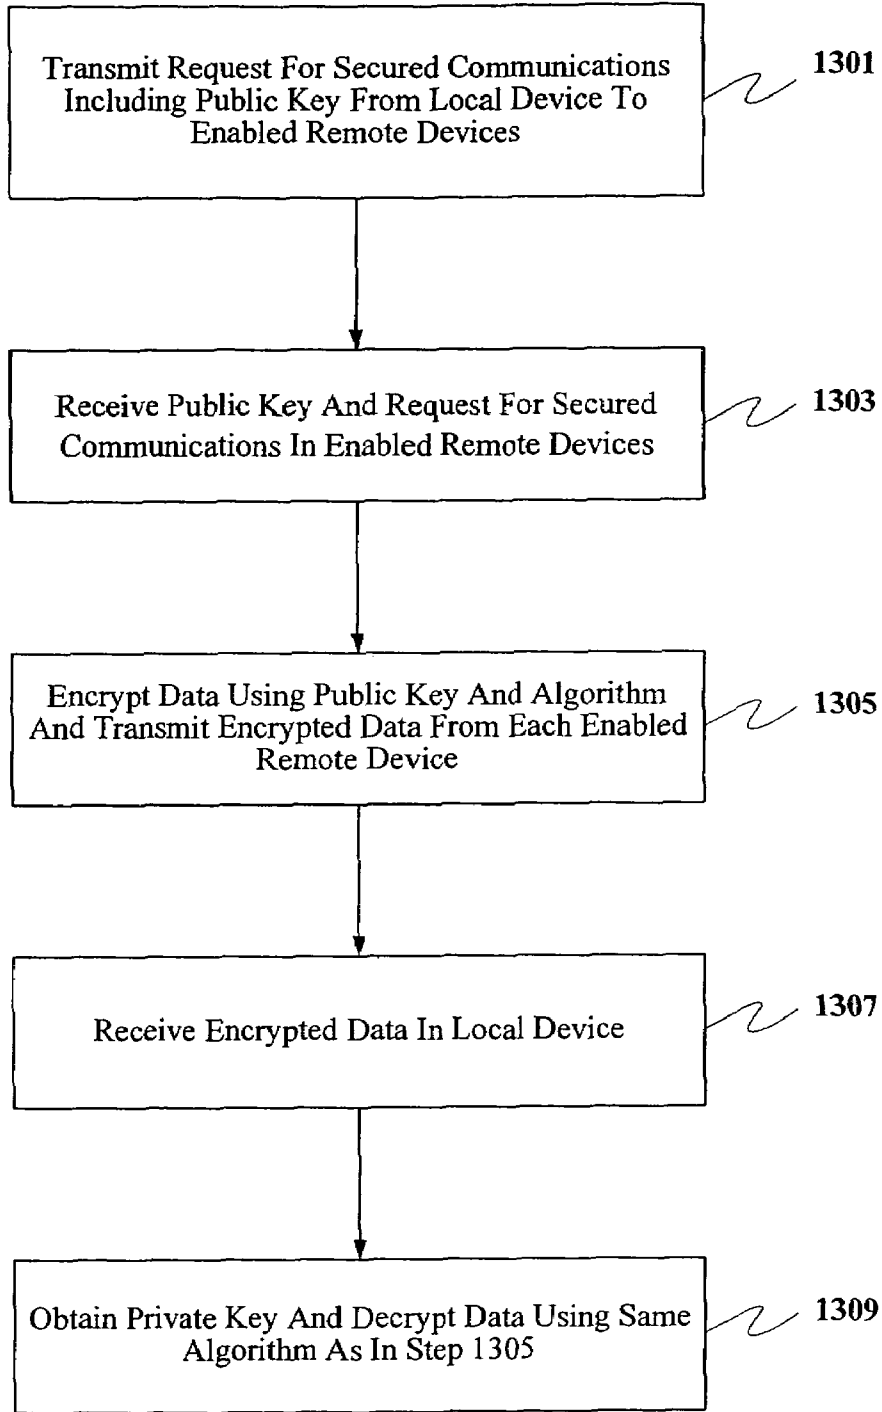 Transmit Request For Secured Communications
Including Public Key From Local Device To
Enabled Remote Devices
1301
Receive Public Key And Request For Secured
Communications In Enabled Remote Devices
1303
Encrypt Data Using Public Key And Algorithm
And Transmit Encrypted Data From Each Enabled
Remote Device
1305
Receive Encrypted Data In Local Device
1307
Obtain Private Key And Decrypt Data Using Same
Algorithm As In Step 1305
1309